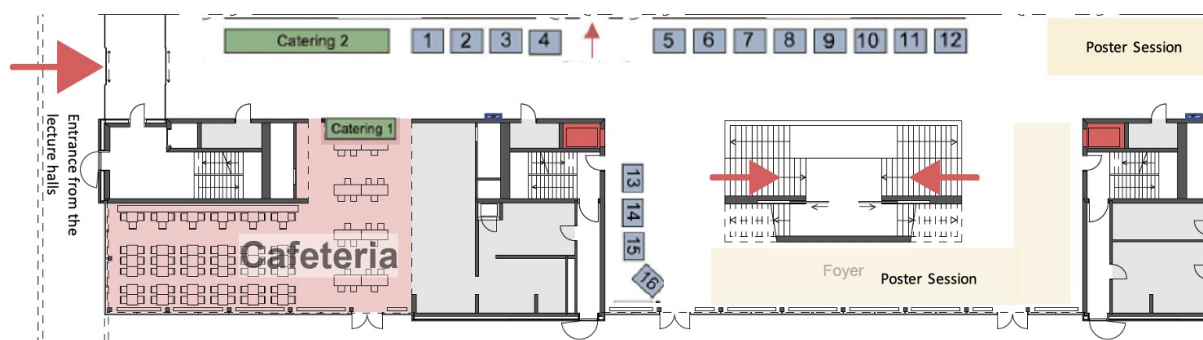 Catering 2
1
2
3
4
5
6
7
8
9
10
11
12
Poster Session
Entrance from the
lecture halls
Catering 1
13
14
15
16
Cafeteria
Foyer
Poster Session